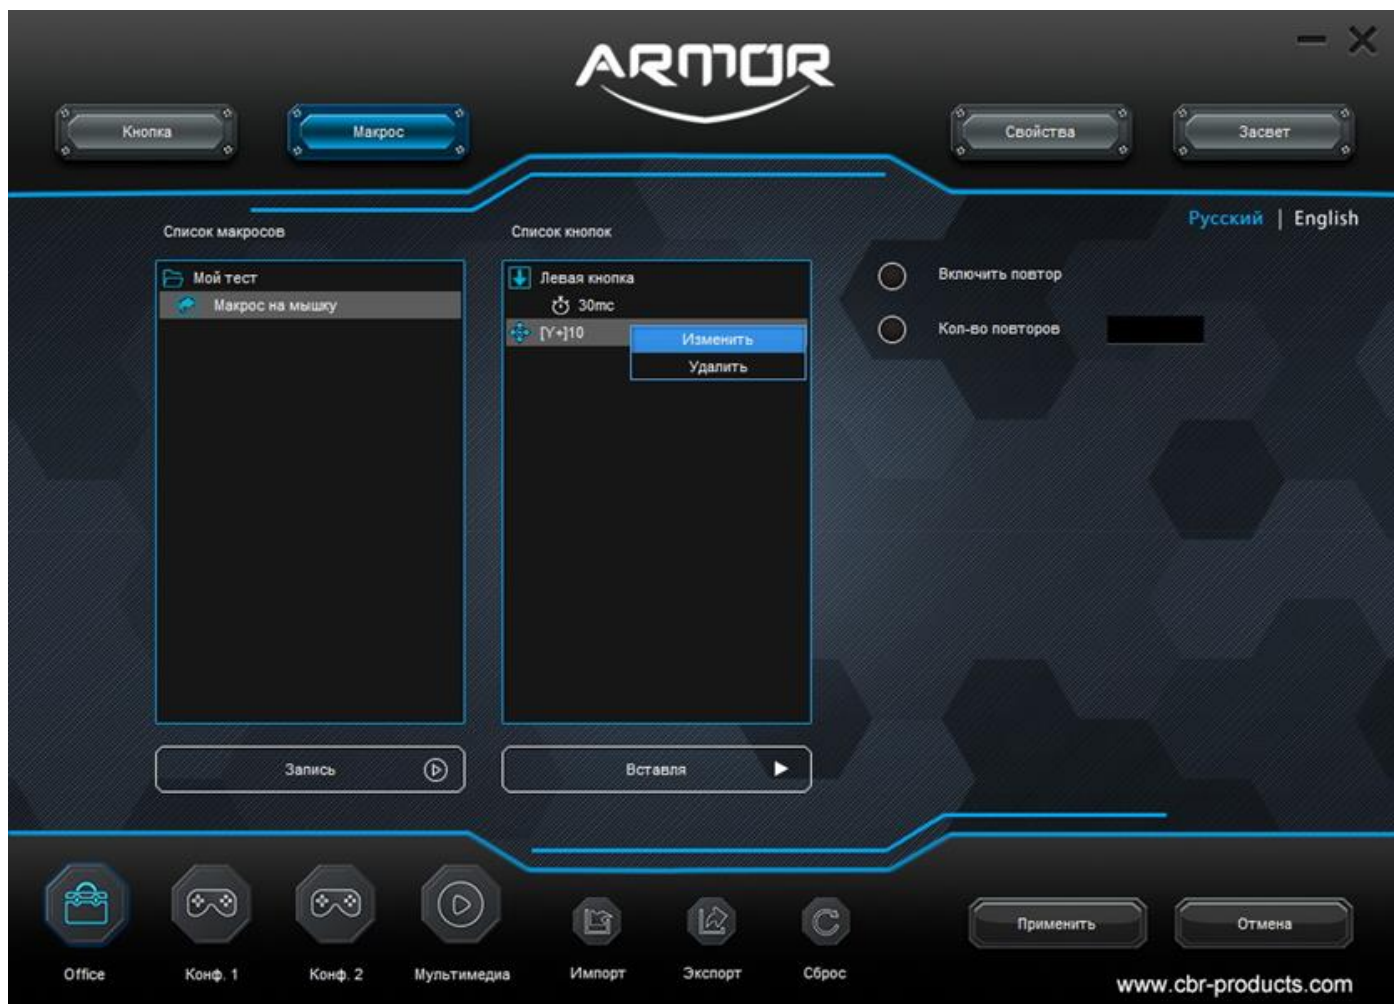 ARMOR
Кнопка
Макрос
Свойства
Засвет
Русский | English
Список макросов
Список кнопок
Мой тест
Макрос на мышку
Левая кнопка
30mc
[Y+]10
Изменить
Удалить
Включить повтор
Кол-во повторов
Запись
Вставля
Office
Конф. 1
Конф. 2
Мультимедиа
Импорт
Экспорт
Сброс
Применить
Отмена
www.cbr-products.com